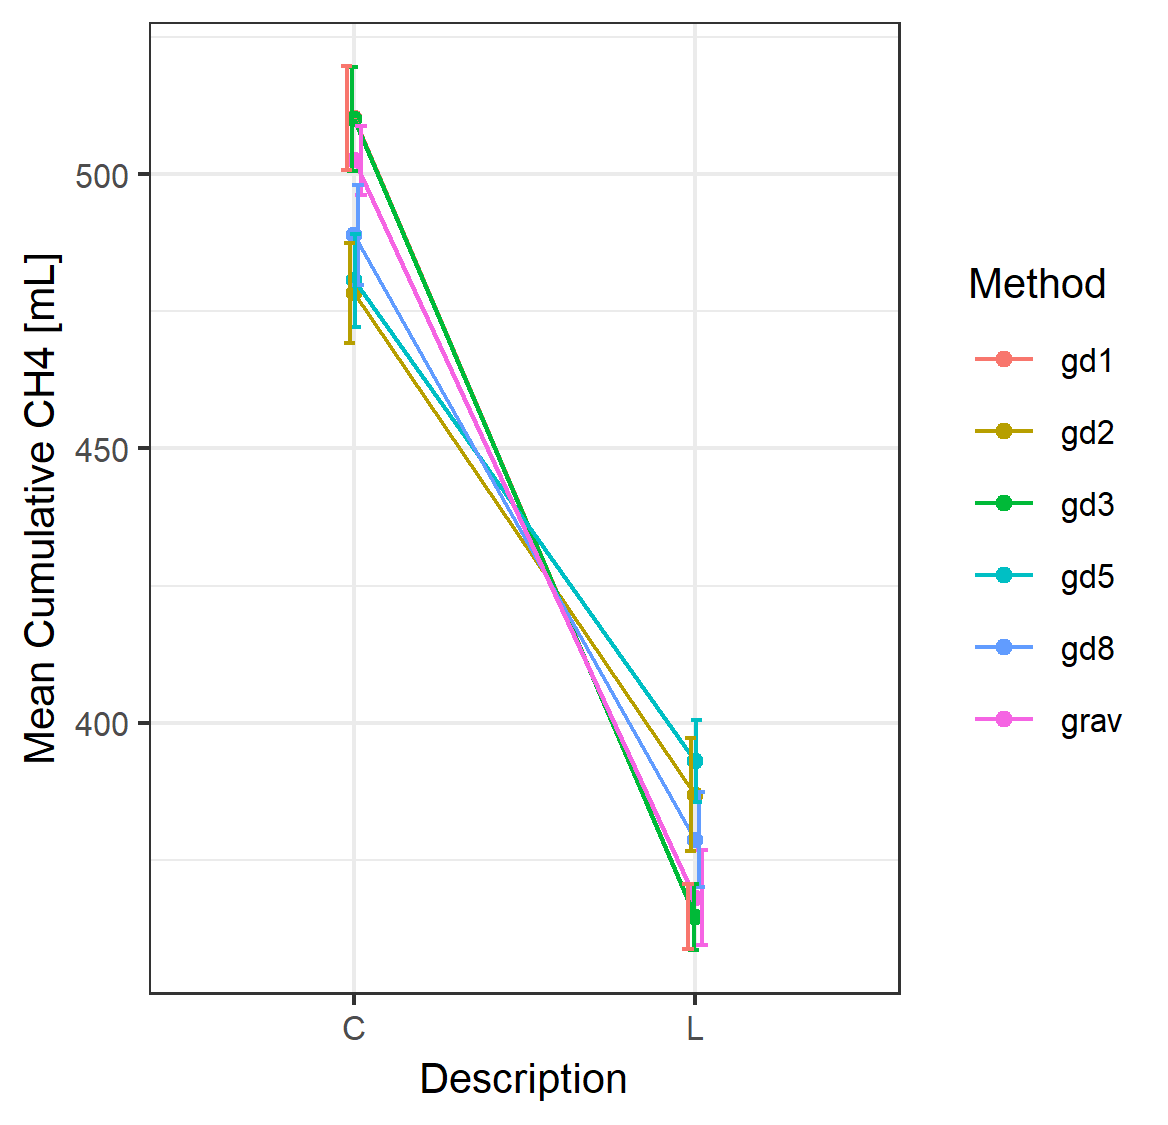 Mean Cumulative CH4 [mL]
500
450
400
C
L
Description
Method
gd1
gd2
gd3
gd5
gd8
grav